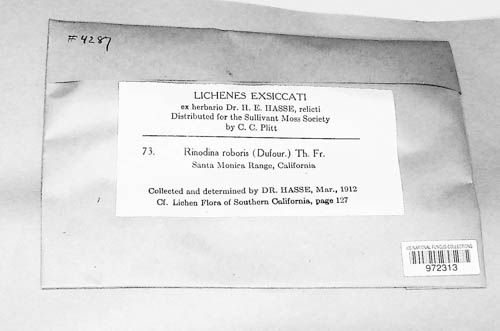 # 4287
LICHENES EXSICCATI
ex herbario Dr. H. E. HASSE, relicti
Distributed for the Sullivant Moss Society
by C. C. Plitt
73. Rinodina roboris (Dufour.) Th. Fr.
Santa Monica Range, California
Collected and determined by DR. HASSE, Mar., 1912
Cf. Lichen Flora of Southern California, page 127
US NATIONAL FUNGUS COLLECTIONS
972313